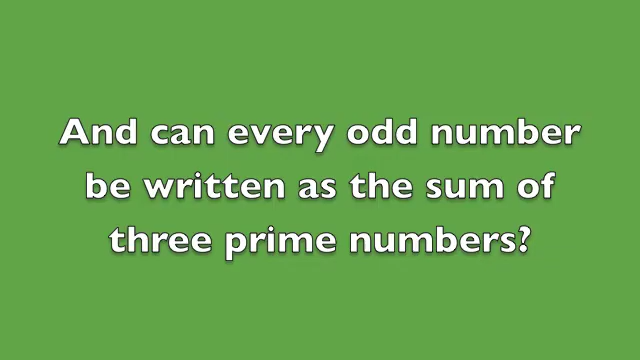 And can every odd number
be written as the sum of
three prime numbers?